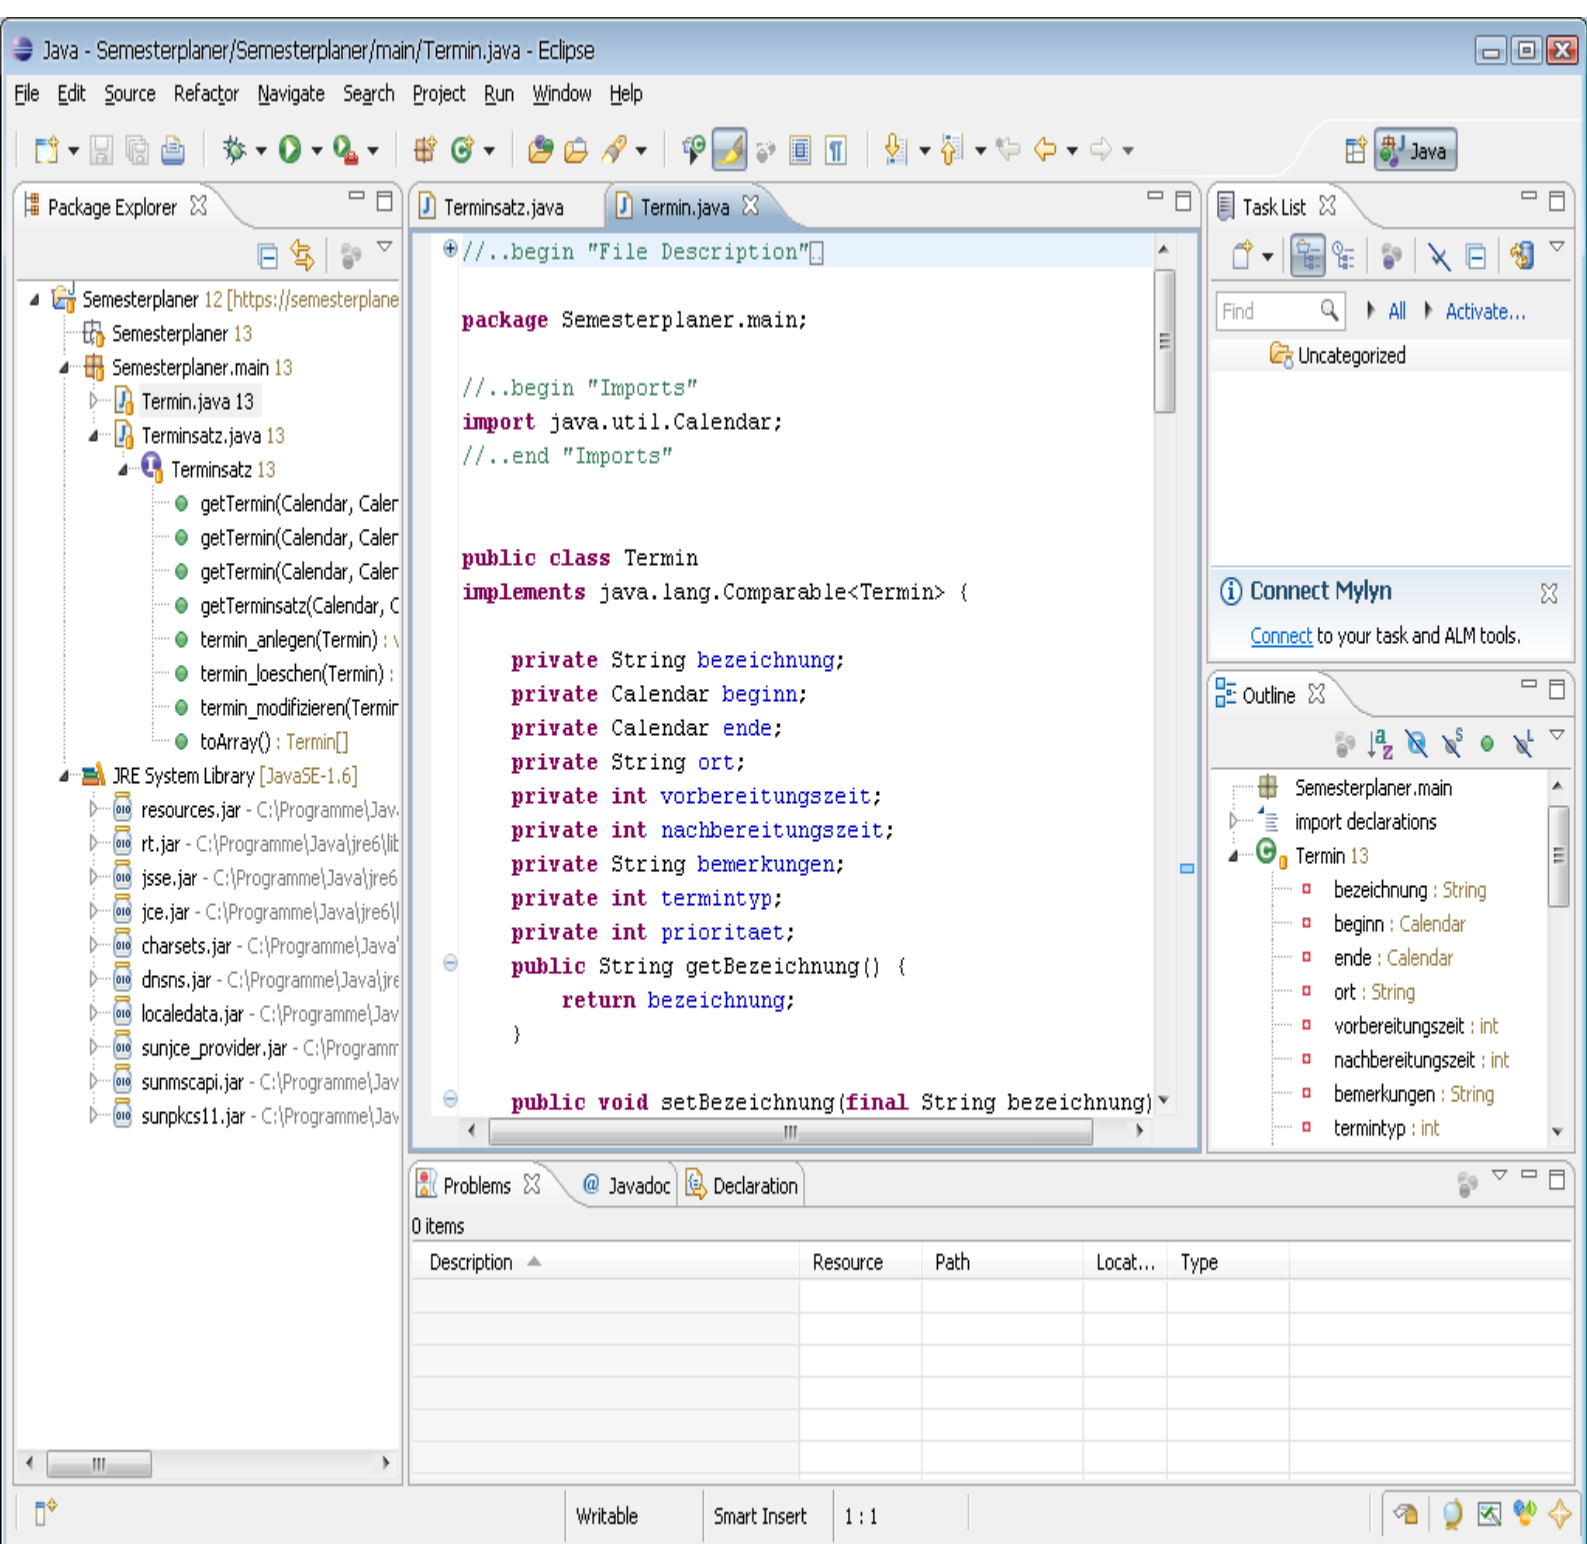 Java - Semesterplaner/Semesterplaner/main/Termin.java - Eclipse
File Edit Source Refactor Navigate Search Project Run Window Help
Java
Package Explorer
Semesterplaner 12 [https://semesterplane
Semesterplaner 13
Semesterplaner.main 13
Termin.java 13
Terminsatz.java 13
Terminsatz 13
getTermin(Calendar, Caler
getTermin(Calendar, Caler
getTermin(Calendar, Caler
getTerminsatz(Calendar, C
termin_anlegen(Termin) : v
termin_loeschen(Termin) :
termin_modifizieren(Termin
toArray() : Termin[]
JRE System Library [JavaSE-1.6]
resources.jar - C:\Programme\Jav
rt.jar - C:\Programme\Java\jre6\lib
jsse.jar - C:\Programme\Java\jre6
jce.jar - C:\Programme\Java\jre6\l
charsets.jar - C:\Programme\Java\
dnsns.jar - C:\Programme\Java\jre
localedata.jar - C:\Programme\Jav
sunjce_provider.jar - C:\Programm
sunmscapi.jar - C:\Programme\Jav
sunpkcs11.jar - C:\Programme\Jav
Terminsatz.java
Termin.java
//..begin "File Description"
package Semesterplaner.main;
//..begin "Imports"
import java.util.Calendar;
//..end "Imports"
public class Termin
implements java.lang.Comparable<Termin> {
private String bezeichnung;
private Calendar beginn;
private Calendar ende;
private String ort;
private int vorbereitungszeit;
private int nachbereitungszeit;
private String bemerkungen;
private int termintyp;
private int prioritaet;
public String getBezeichnung() {
return bezeichnung;
}
public void setBezeichnung(final String bezeichnung)
Task List
Find All Activate...
Uncategorized
Connect Mylyn
Connect to your task and ALM tools.
Outline
Semesterplaner.main
import declarations
Termin 13
bezeichnung : String
beginn : Calendar
ende : Calendar
ort : String
vorbereitungszeit : int
nachbereitungszeit : int
bemerkungen : String
termintyp : int
Problems @ Javadoc Declaration
0 items
Description Resource Path Locat... Type
Writable Smart Insert 1 : 1